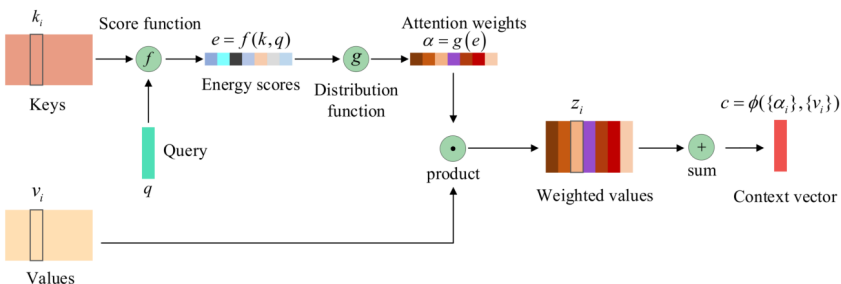 k_i
Score function
e = f(k, q)
Attention weights
α = g(e)
f
g
Keys
Energy scores
Distribution
function
Query
q
z_i
c = ϕ({α_i}, {v_i})
•
+
product
sum
v_i
Weighted values
Context vector
Values